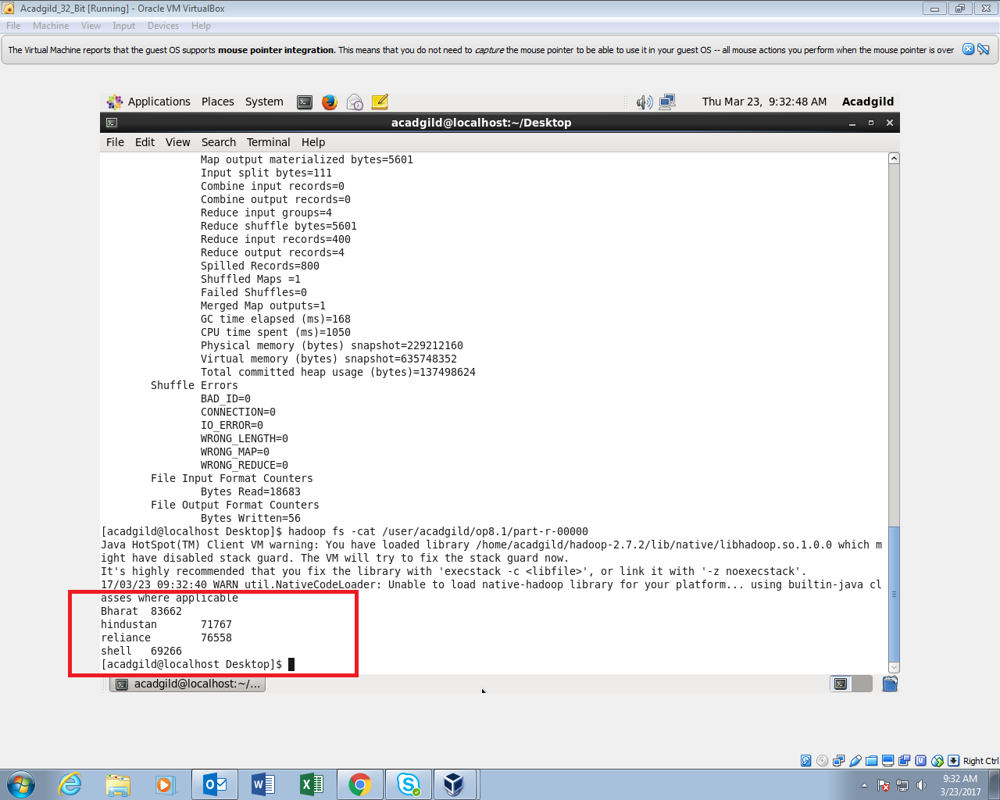 Acadgild_32_Bit [Running] - Oracle VM VirtualBox
File Machine View Input Devices Help
The Virtual Machine reports that the guest OS supports mouse pointer integration. This means that you do not need to capture the mouse pointer to be able to use it in your guest OS -- all mouse actions you perform when the mouse pointer is over
Applications Places System Thu Mar 23, 9:32:48 AM Acadgild
acadgild@localhost:~/Desktop
File Edit View Search Terminal Help
Map output materialized bytes=5601
Input split bytes=111
Combine input records=0
Combine output records=0
Reduce input groups=4
Reduce shuffle bytes=5601
Reduce input records=400
Reduce output records=4
Spilled Records=800
Shuffled Maps =1
Failed Shuffles=0
Merged Map outputs=1
GC time elapsed (ms)=168
CPU time spent (ms)=1050
Physical memory (bytes) snapshot=229212160
Virtual memory (bytes) snapshot=635748352
Total committed heap usage (bytes)=137498624
Shuffle Errors
BAD_ID=0
CONNECTION=0
IO_ERROR=0
WRONG_LENGTH=0
WRONG_MAP=0
WRONG_REDUCE=0
File Input Format Counters
Bytes Read=18683
File Output Format Counters
Bytes Written=56
[acadgild@localhost Desktop]$ hadoop fs -cat /user/acadgild/op8.1/part-r-00000
Java HotSpot(TM) Client VM warning: You have loaded library /home/acadgild/hadoop-2.7.2/lib/native/libhadoop.so.1.0.0 which m
ight have disabled stack guard. The VM will try to fix the stack guard now.
It's highly recommended that you fix the library with 'execstack -c <libfile>', or link it with '-z noexecstack'.
17/03/23 09:32:40 WARN util.NativeCodeLoader: Unable to load native-hadoop library for your platform... using builtin-java cl
asses where applicable
Bharat 83662
hindustan 71767
reliance 76558
shell 69266
[acadgild@localhost Desktop]$
acadgild@localhost:~/...
Right Ctrl
9:32 AM
3/23/2017